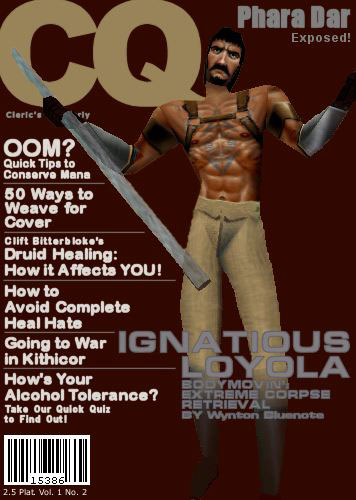 CQ
Phara Dar
Exposed!
Cleric's
OOM?
Quick Tips to
Conserve Mana
50 Ways to
Weave for
Cover
Clift Bitterbloke's
Druid Healing:
How it Affects YOU!
How to
Avoid Complete
Heal Hate
Going to War
in Kithicor
How's Your
Alcohol Tolerance?
Take Our Quick Quiz
to Find Out!
IGNATIOUS
LOYOLA
BODYMOVIN':
EXTREME CORPSE
RETRIEVAL
BY Wynton Bluenote
15386
2.5 Plat. Vol. 1 No. 2